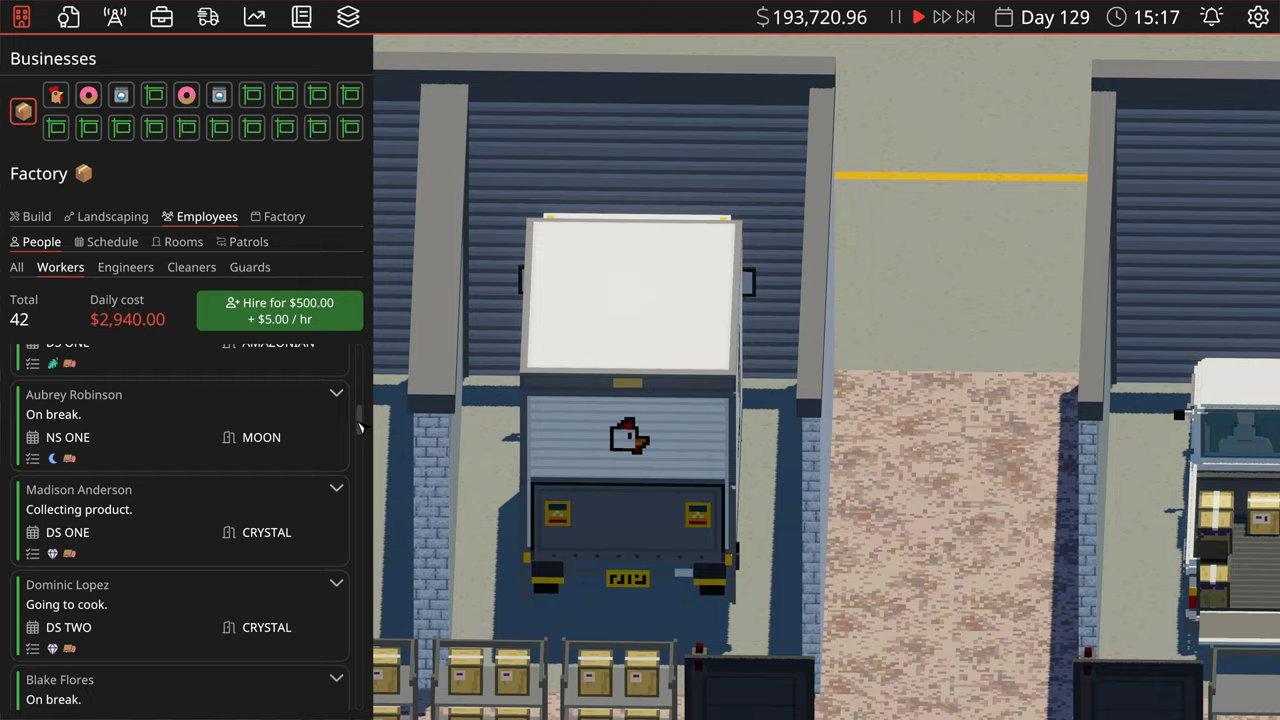 $193,720.96
Day 129
15:17
Businesses
Factory
Build
Landscaping
Employees
Factory
People
Schedule
Rooms
Patrols
All
Workers
Engineers
Cleaners
Guards
Total
42
Daily cost
$2,940.00
Hire for $500.00
+ $5.00 / hr
DS ONE
AMAZONIAN
Aubrey Robinson
On break.
NS ONE
MOON
Madison Anderson
Collecting product.
DS ONE
CRYSTAL
Dominic Lopez
Going to cook.
DS TWO
CRYSTAL
Blake Flores
On break.